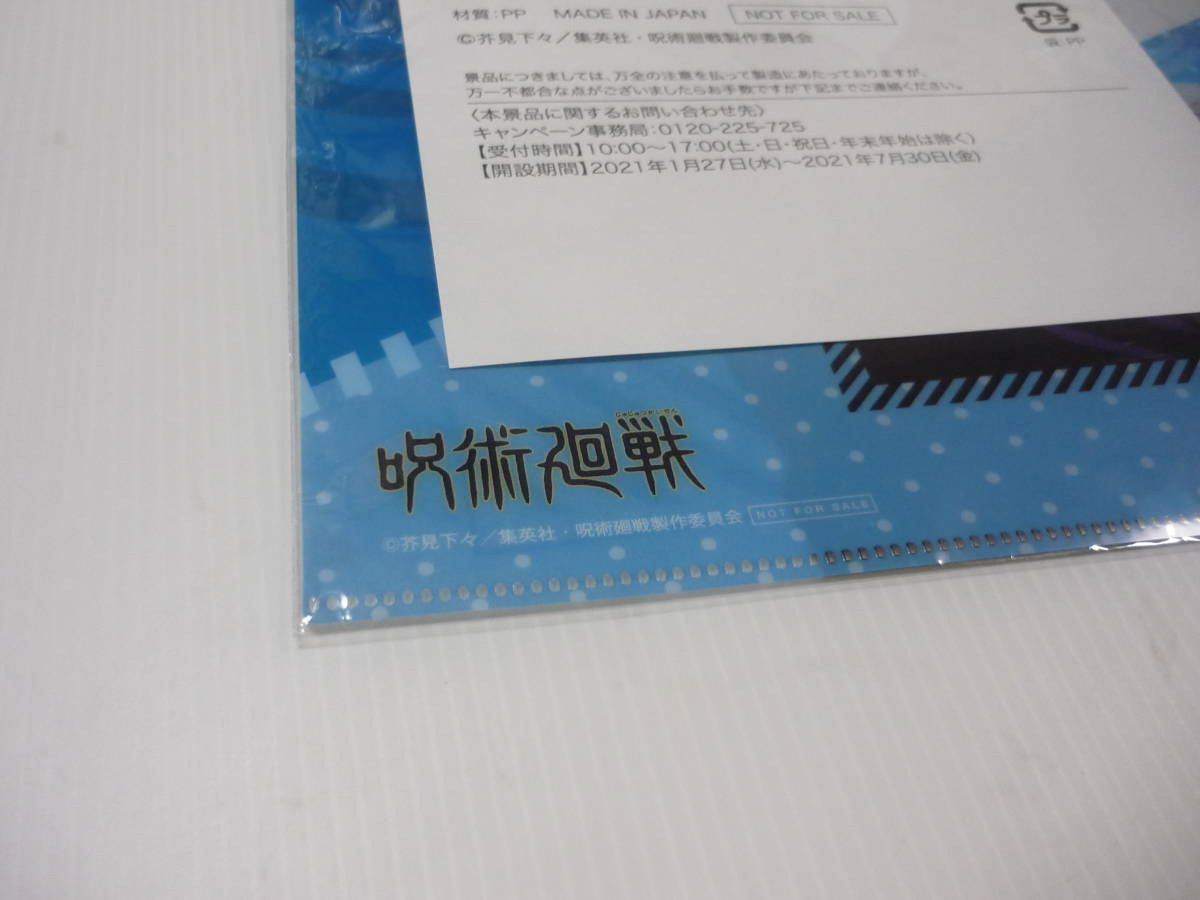 材質:PP MADE IN JAPAN NOT FOR SALE
プラ
袋:PP
©芥見下々/集英社・呪術廻戦製作委員会
景品につきましては、万全の注意を払って製造にあたっておりますが、
万一不都合な点がございましたらお手数ですが下記までご連絡ください。
〈本景品に関するお問い合わせ先〉
キャンペーン事務局:0120-225-725
【受付時間】10:00〜17:00(土・日・祝日・年末年始は除く)
【開設期間】2021年1月27日(水)〜2021年7月30日(金)
じゅじゅつかいせん
呪術廻戦
©芥見下々/集英社・呪術廻戦製作委員会 NOT FOR SALE